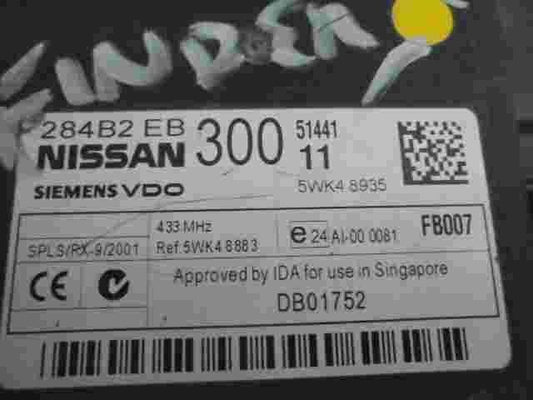 284B2 EB 300 51441
NISSAN 11
SIEMENS VDO 5WK4 8935
433 MHz
SPLS/RX-9/2001 Ref.5WK4 8883 e 24 AI-00 0081 FB007
CE Approved by IDA for use in Singapore
DB01752